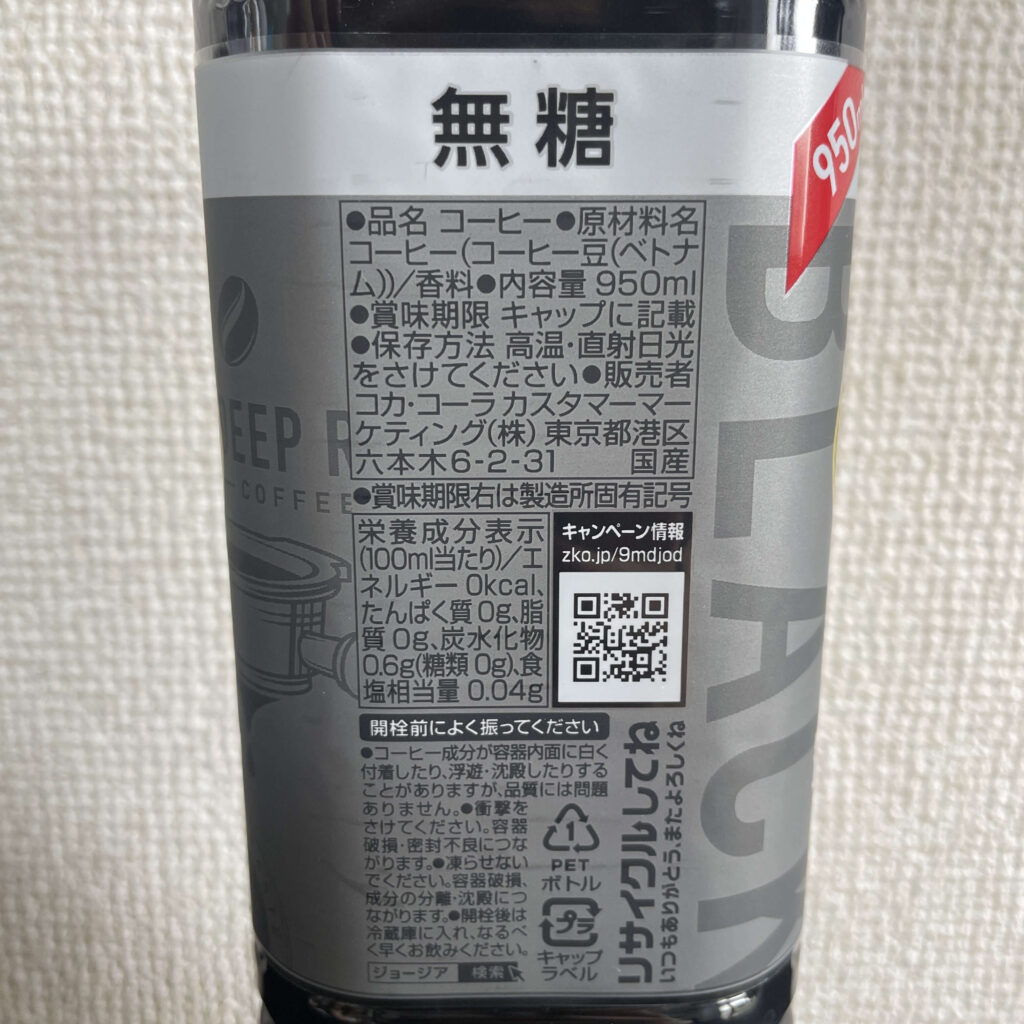 無糖
950
●品名 コーヒー●原材料名
コーヒー(コーヒー豆(ベトナ
ム))/香料●内容量 950ml
●賞味期限 キャップに記載
●保存方法 高温・直射日光
をさけてください●販売者
コカ・コーラ カスタマーマー
ケティング(株) 東京都港区
六本木6-2-31 国産
●賞味期限右は製造所固有記号
栄養成分表示
(100ml当たり)/エ
ネルギー 0kcal、
たんぱく質 0g、脂
質 0g、炭水化物
0.6g(糖類 0g)、食
塩相当量 0.04g
キャンペーン情報
zko.jp/9mdjod
開栓前によく振ってください
●コーヒー成分が容器内面に白く
付着したり、浮遊・沈殿したりする
ことがありますが、品質には問題
ありません。●衝撃を
さけてください。容器
破損・密封不良につな
がります。●凍らせない
でください。容器破損、
成分の分離・沈殿につ
ながります。●開栓後は
冷蔵庫に入れ、なるべ
く早くお飲みください。
ジョージア 検索
1
PET
ボトル
プラ
キャップ
ラベル
リサイクルしてね
いつもありがとう、またよろしくね
DEEP
COFFEE
BLACK